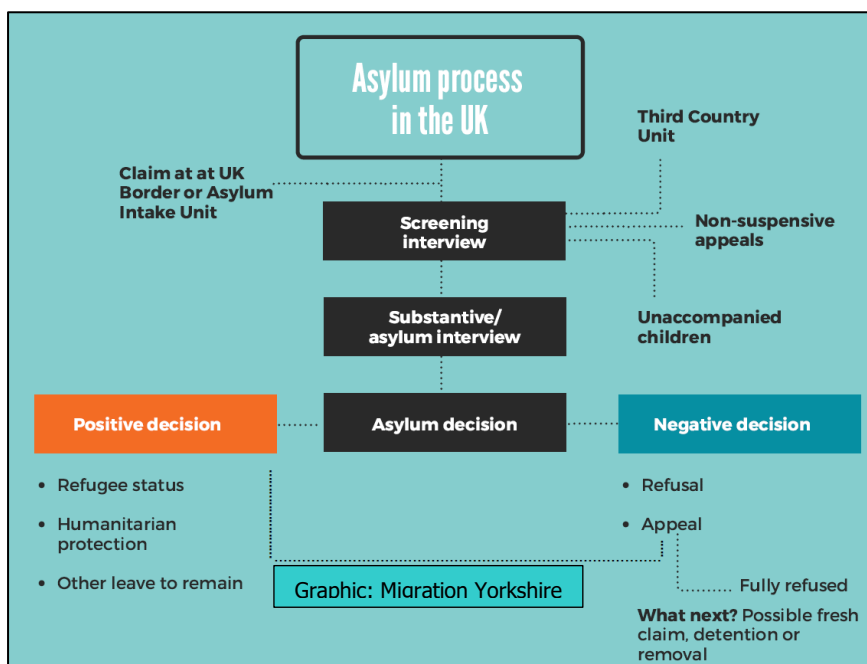 Asylum process
in the UK
Claim at at UK
Border or Asylum
Intake Unit
Third Country
Unit
Screening
interview
Non-suspensive
appeals
Unaccompanied
children
Substantive/
asylum interview
Positive decision
Asylum decision
Negative decision
• Refugee status
• Humanitarian
protection
• Other leave to remain
• Refusal
• Appeal
Graphic: Migration Yorkshire
Fully refused
What next? Possible fresh
claim, detention or
removal